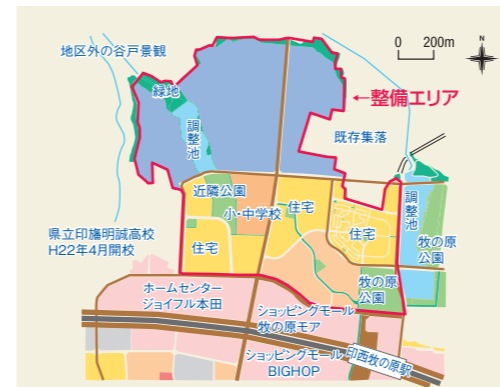 地区外の谷戸景観
0 200m
N
緑地
←整備エリア
調整池
既存集落
近隣公園
小・中学校
住宅
住宅
住宅
調整池
牧の原
公園
県立印旛明誠高校
H22年4月開校
牧の原
公園
ホームセンター
ジョイフル本田
ショッピングモール
牧の原モア
ショッピングモール
BIGHOP
印西牧の原駅